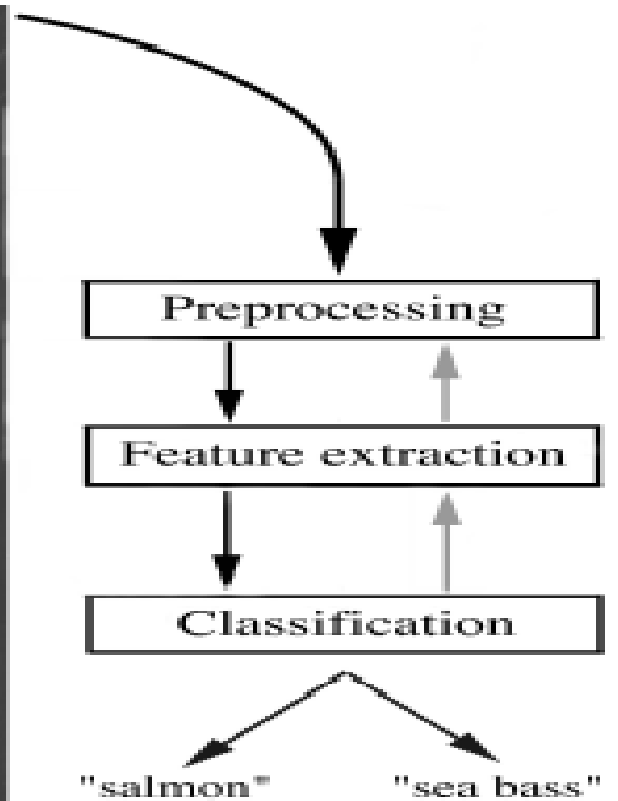 Preprocessing
Feature extraction
Classification
"salmon" "sea bass"